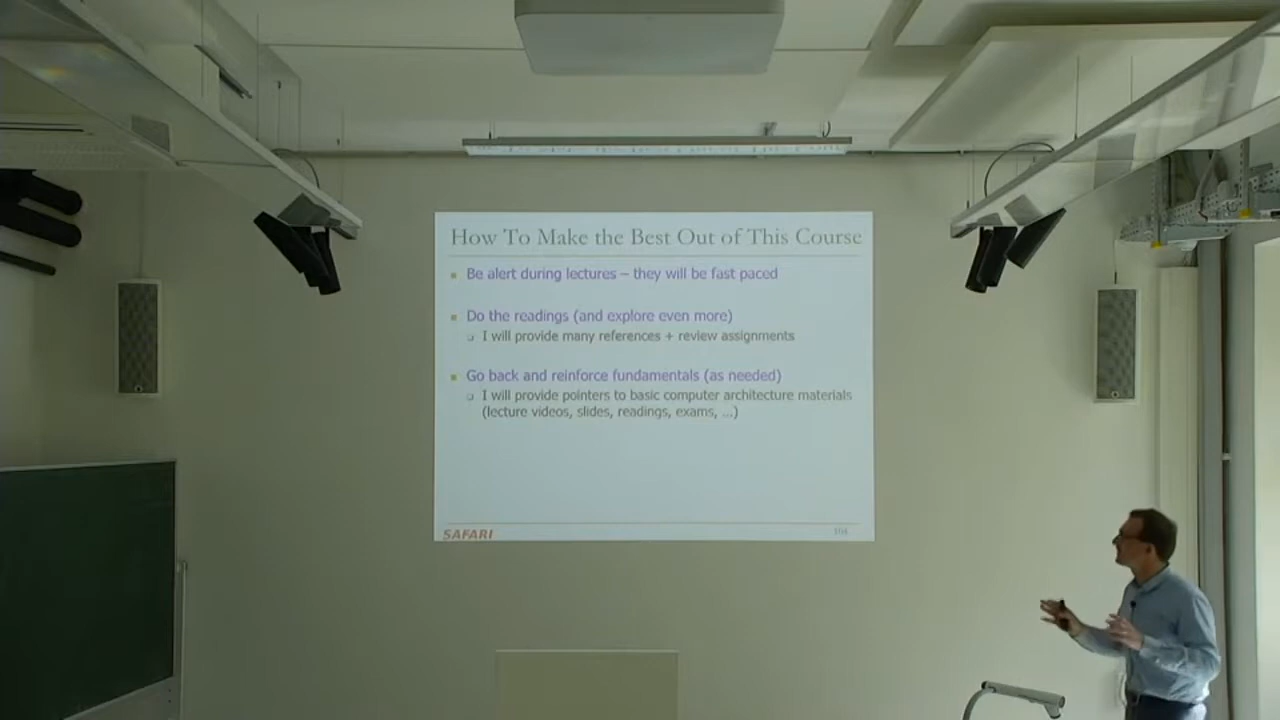 How To Make the Best Out of This Course
Be alert during lectures – they will be fast paced
Do the readings (and explore even more)
I will provide many references + review assignments
Go back and reinforce fundamentals (as needed)
I will provide pointers to basic computer architecture materials
(lecture videos, slides, readings, exams, ...)
SAFARI
104